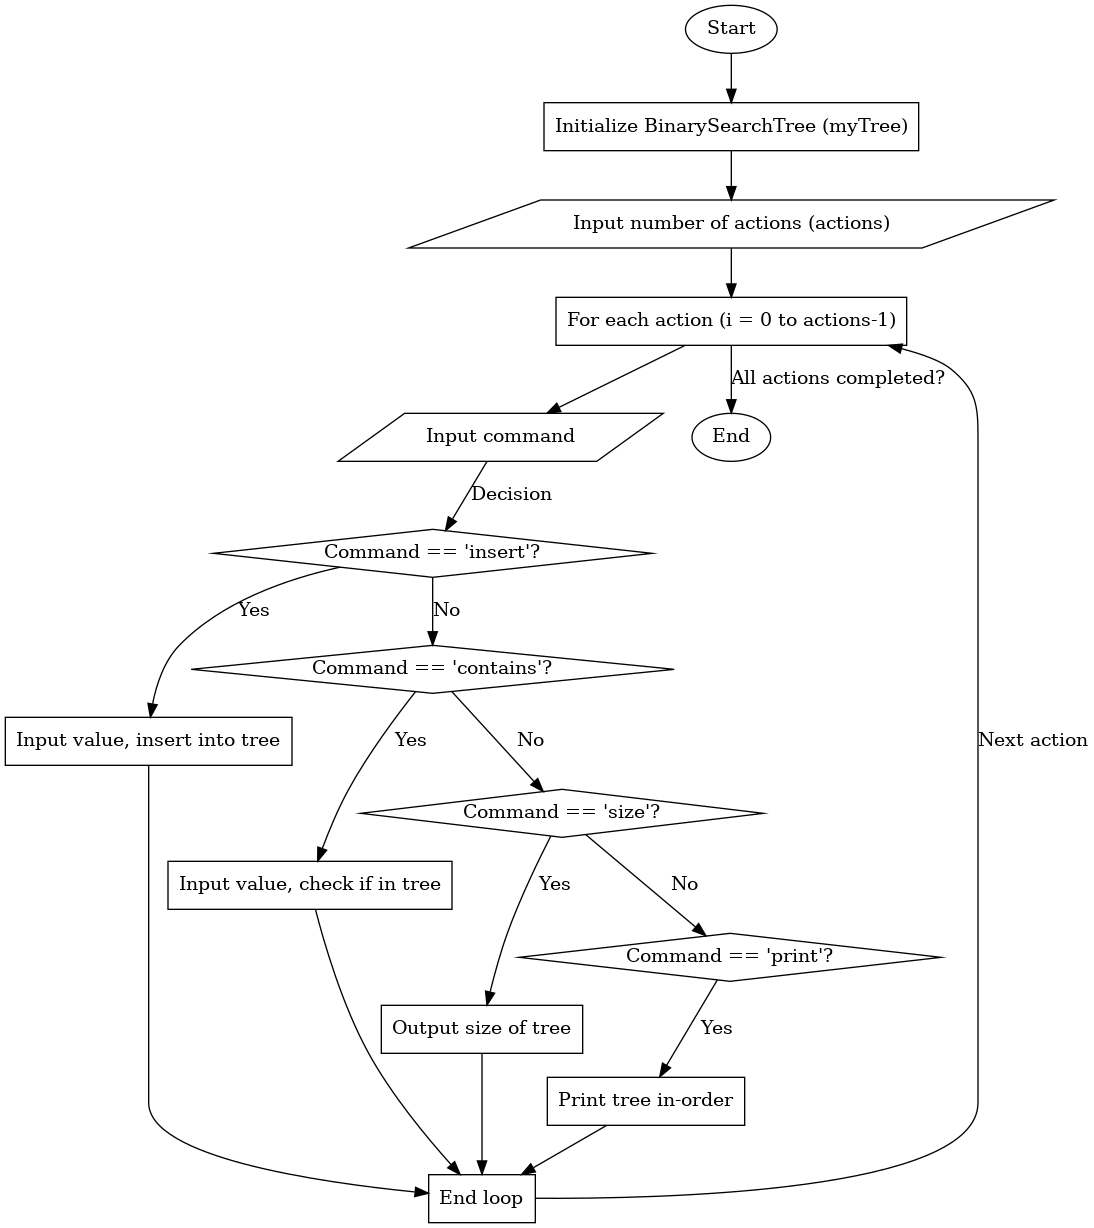 Start
Initialize BinarySearchTree (myTree)
Input number of actions (actions)
For each action (i = 0 to actions-1)
All actions completed?
Input command
End
Decision
Command == 'insert'?
Yes
No
Command == 'contains'?
Input value, insert into tree
Yes
No
Next action
Command == 'size'?
Input value, check if in tree
Yes
No
Command == 'print'?
Output size of tree
Yes
Print tree in-order
End loop